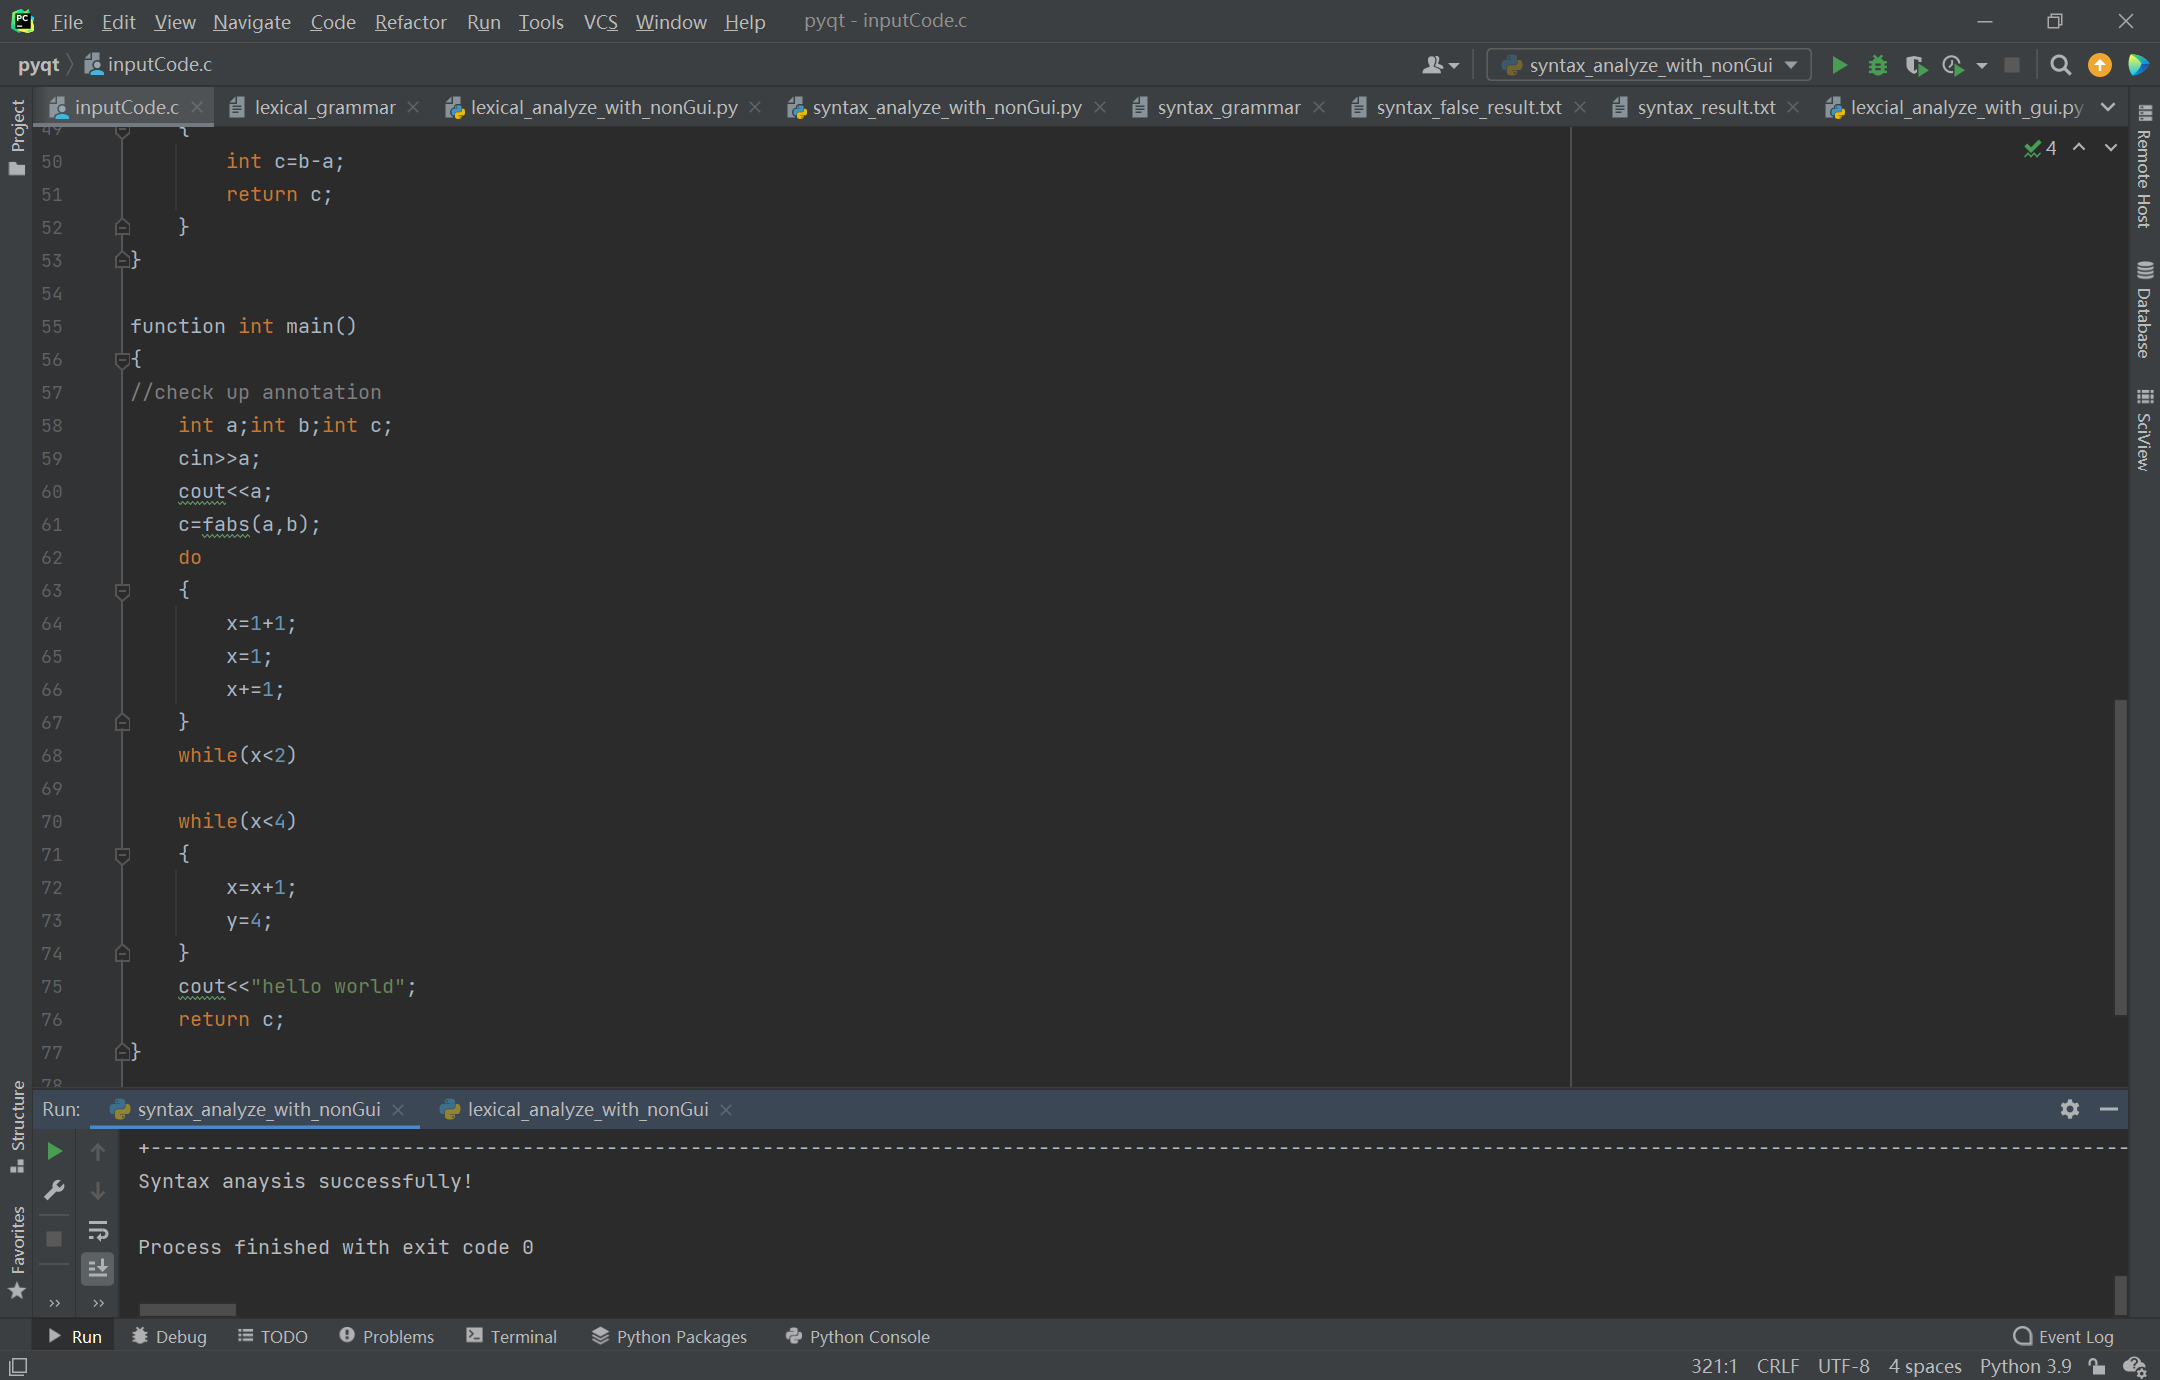 File Edit View Navigate Code Refactor Run Tools VCS Window Help pyqt - inputCode.c
pyqt inputCode.c syntax_analyze_with_nonGui
inputCode.c lexical_grammar lexical_analyze_with_nonGui.py syntax_analyze_with_nonGui.py syntax_grammar syntax_false_result.txt syntax_result.txt lexcial_analyze_with_gui.py
Project
Structure
Favorites
Remote Host
Database
SciView
4
49 {
50 int c=b-a;
51 return c;
52 }
53 }
54
55 function int main()
56 {
57 //check up annotation
58 int a;int b;int c;
59 cin>>a;
60 cout<<a;
61 c=fabs(a,b);
62 do
63 {
64 x=1+1;
65 x=1;
66 x+=1;
67 }
68 while(x<2)
69
70 while(x<4)
71 {
72 x=x+1;
73 y=4;
74 }
75 cout<<"hello world";
76 return c;
77 }
78
Run: syntax_analyze_with_nonGui lexical_analyze_with_nonGui
Syntax anaysis successfully!
Process finished with exit code 0
Run Debug TODO Problems Terminal Python Packages Python Console Event Log
321:1 CRLF UTF-8 4 spaces Python 3.9